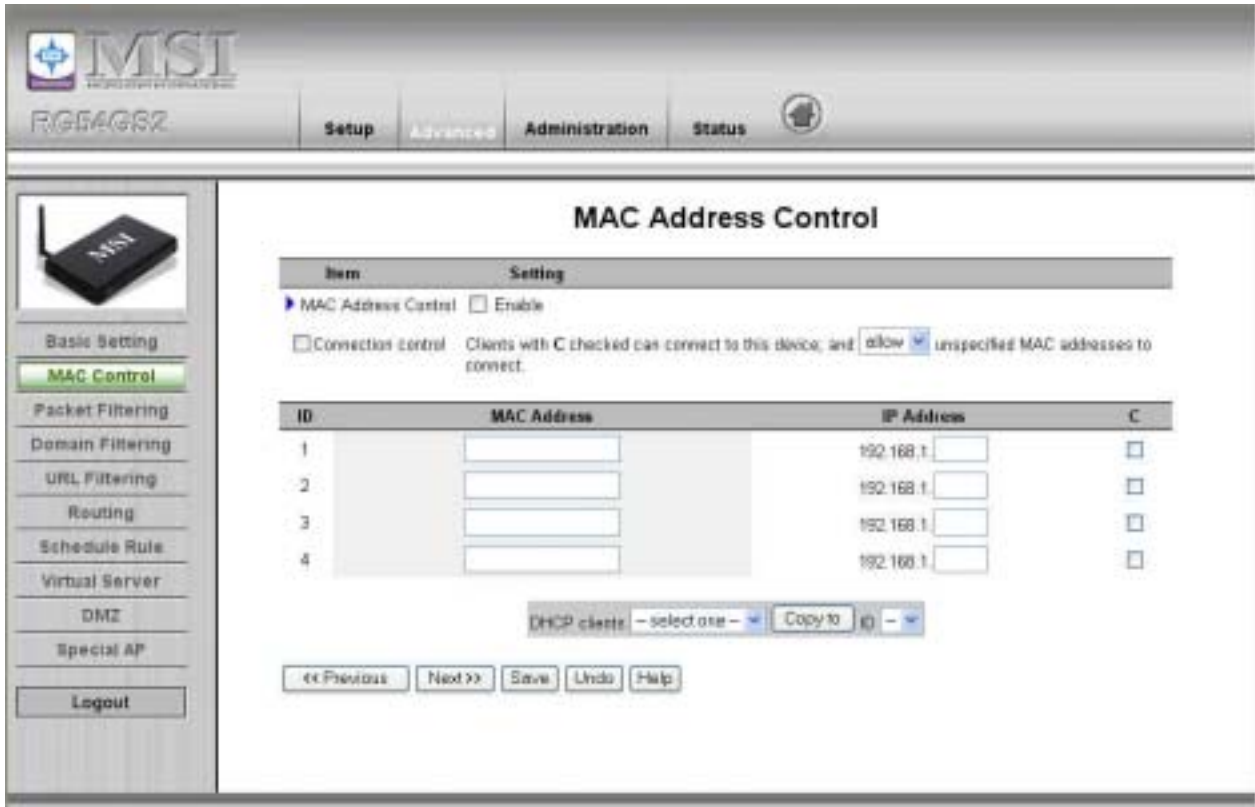 MSI
RG54GS2
Setup
Advanced
Administration
Status
MSI
Basic Setting
MAC Control
Packet Filtering
Domain Filtering
URL Filtering
Routing
Schedule Rule
Virtual Server
DMZ
Special AP
Logout
MAC Address Control
Item Setting
MAC Address Control Enable
Connection control Clients with C checked can connect to this device; and allow unspecified MAC addresses to
connect.
ID MAC Address IP Address C
1 192.168.1.
2 192.168.1.
3 192.168.1.
4 192.168.1.
DHCP clients -- select one -- Copy to ID --
<< Previous Next >> Save Undo Help